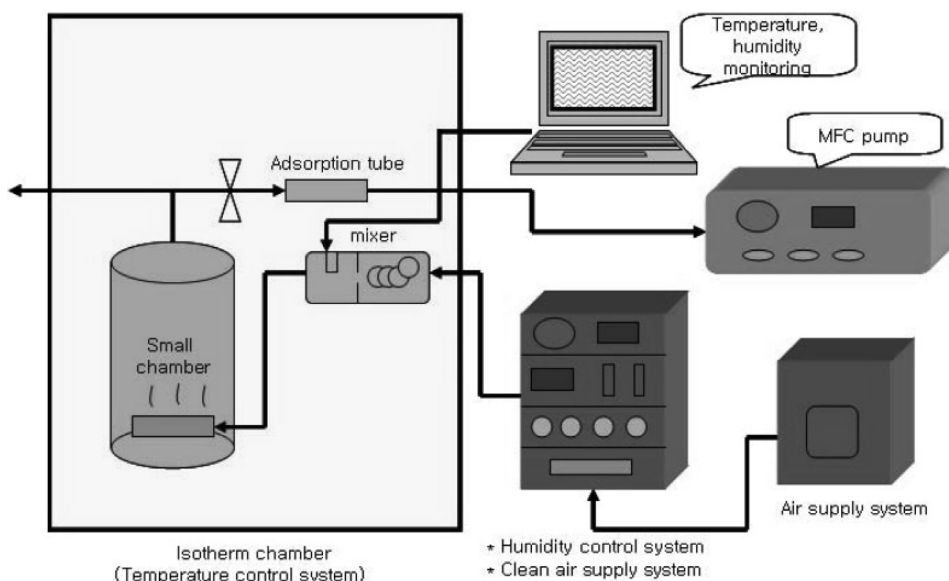 Temperature,
humidity
monitoring
MFC pump
Adsorption tube
mixer
Small
chamber
Air supply system
Isotherm chamber
(Temperature control system)
* Humidity control system
* Clean air supply system